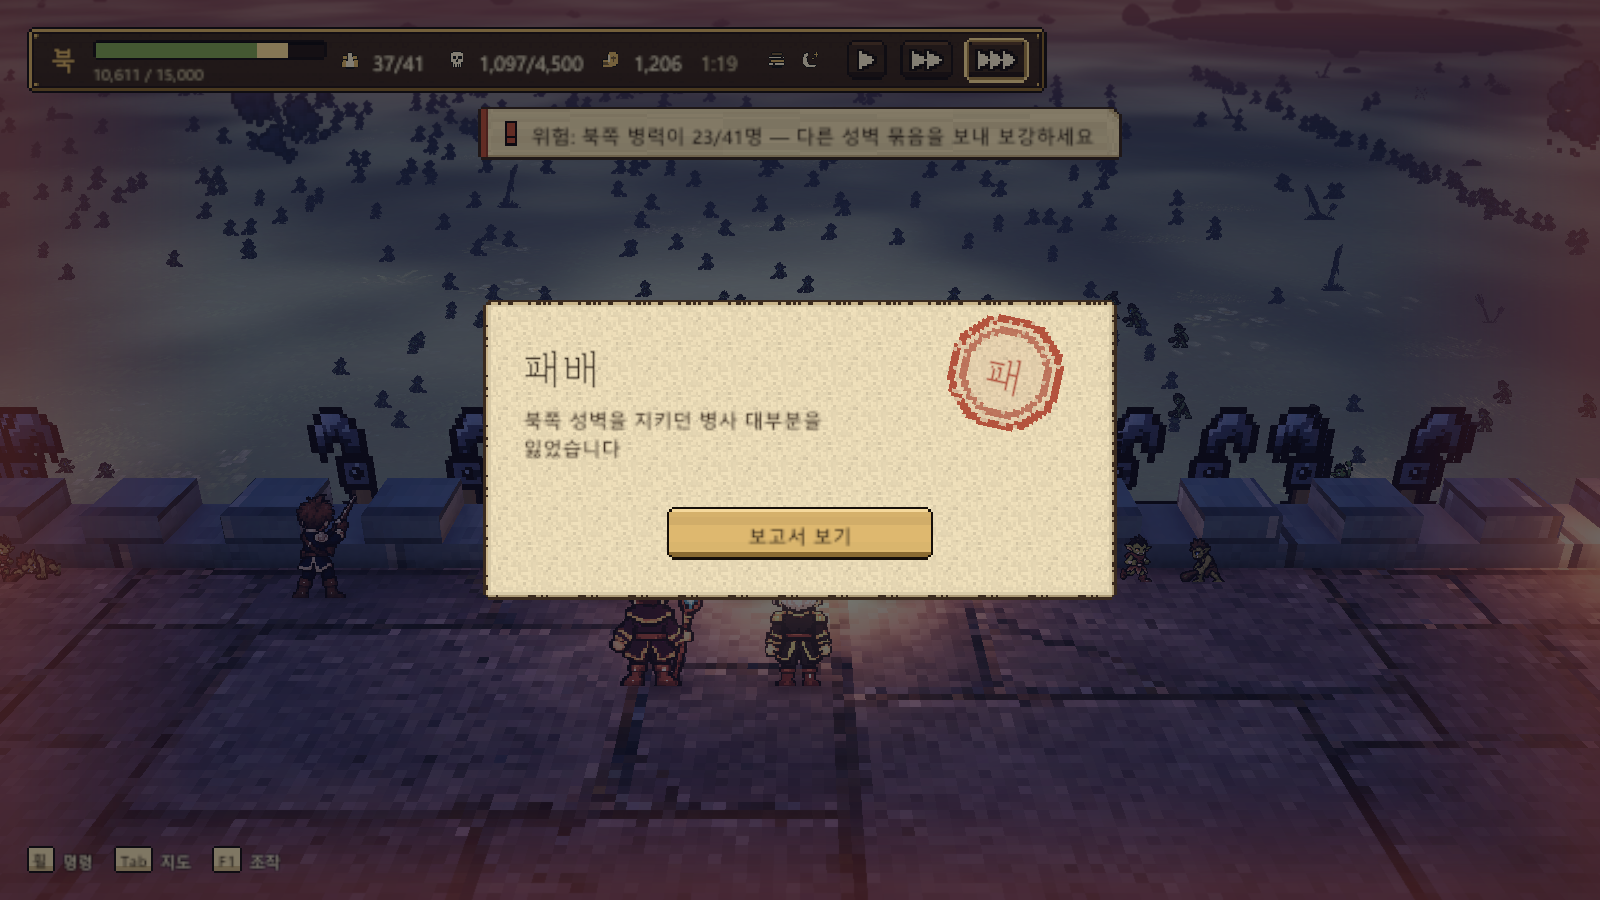 북
10,611 / 15,000
37/41
1,097/4,500
1,206
1:19
위험: 북쪽 병력이 23/41명 — 다른 성벽 묶음을 보내 보강하세요
패배
패
북쪽 성벽을 지키던 병사 대부분을
잃었습니다
보고서 보기
휠 명령 Tab 지도 F1 조작